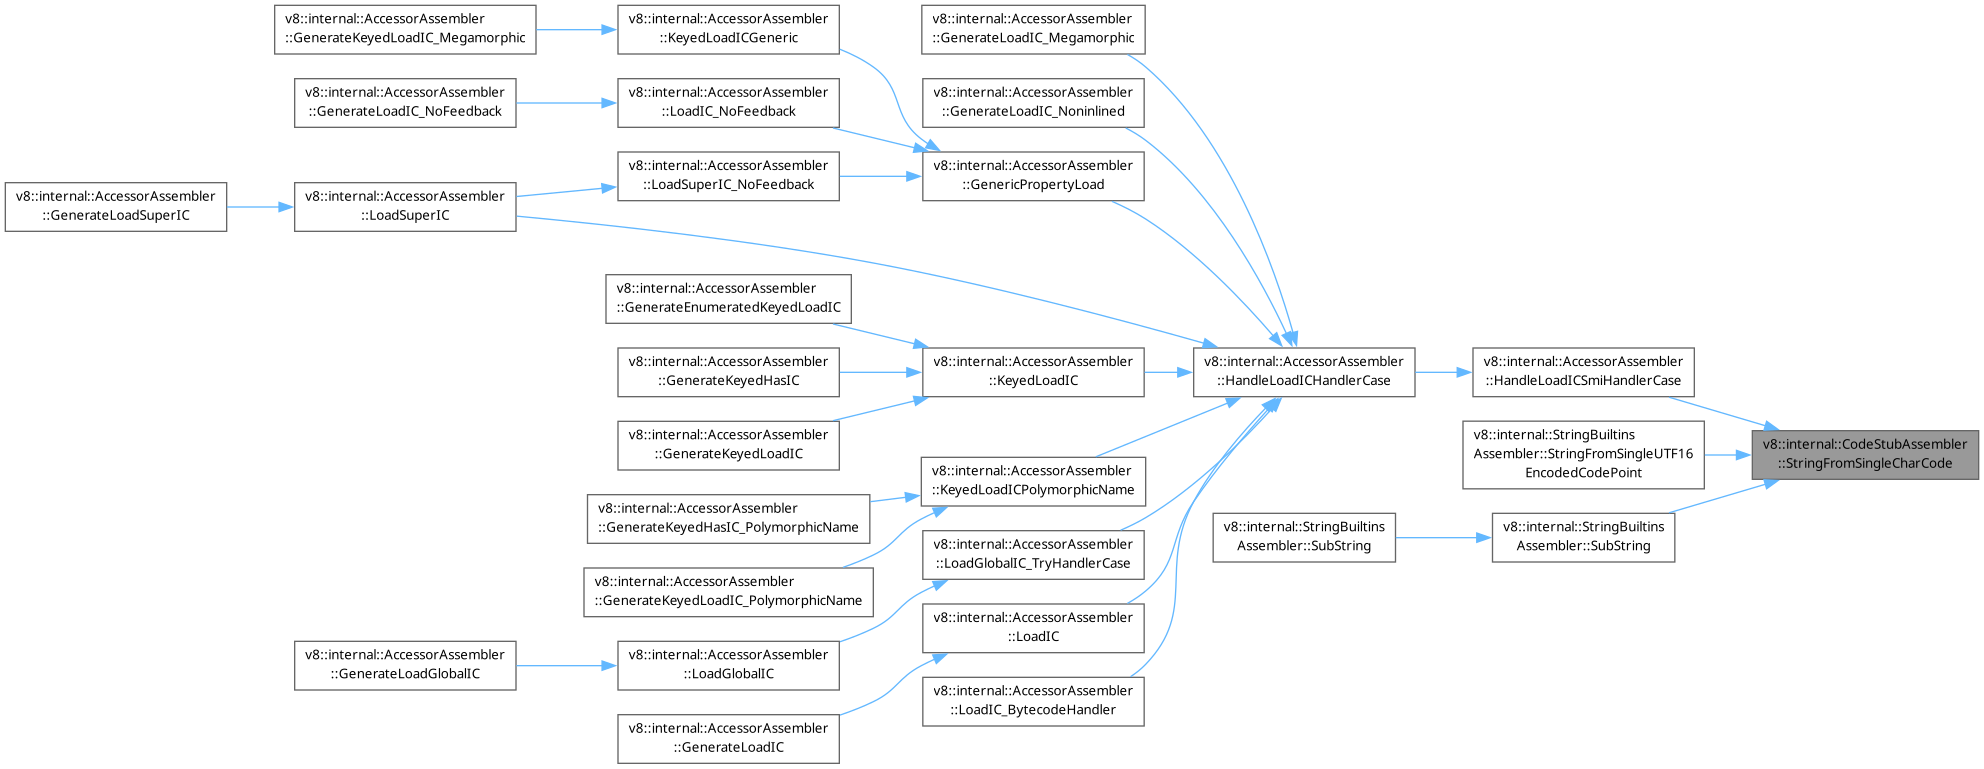 v8::internal::AccessorAssembler
::GenerateKeyedLoadIC_Megamorphic
v8::internal::AccessorAssembler
::KeyedLoadICGeneric
v8::internal::AccessorAssembler
::GenerateLoadIC_Megamorphic
v8::internal::AccessorAssembler
::GenerateLoadIC_NoFeedback
v8::internal::AccessorAssembler
::LoadIC_NoFeedback
v8::internal::AccessorAssembler
::GenerateLoadIC_Noninlined
v8::internal::AccessorAssembler
::GenerateLoadSuperIC
v8::internal::AccessorAssembler
::LoadSuperIC
v8::internal::AccessorAssembler
::LoadSuperIC_NoFeedback
v8::internal::AccessorAssembler
::GenericPropertyLoad
v8::internal::AccessorAssembler
::GenerateEnumeratedKeyedLoadIC
v8::internal::AccessorAssembler
::GenerateKeyedHasIC
v8::internal::AccessorAssembler
::KeyedLoadIC
v8::internal::AccessorAssembler
::HandleLoadICHandlerCase
v8::internal::AccessorAssembler
::HandleLoadICSmiHandlerCase
v8::internal::AccessorAssembler
::GenerateKeyedLoadIC
v8::internal::StringBuiltins
Assembler::StringFromSingleUTF16
EncodedCodePoint
v8::internal::CodeStubAssembler
::StringFromSingleCharCode
v8::internal::AccessorAssembler
::KeyedLoadICPolymorphicName
v8::internal::AccessorAssembler
::GenerateKeyedHasIC_PolymorphicName
v8::internal::StringBuiltins
Assembler::SubString
v8::internal::StringBuiltins
Assembler::SubString
v8::internal::AccessorAssembler
::LoadGlobalIC_TryHandlerCase
v8::internal::AccessorAssembler
::GenerateKeyedLoadIC_PolymorphicName
v8::internal::AccessorAssembler
::LoadIC
v8::internal::AccessorAssembler
::GenerateLoadGlobalIC
v8::internal::AccessorAssembler
::LoadGlobalIC
v8::internal::AccessorAssembler
::LoadIC_BytecodeHandler
v8::internal::AccessorAssembler
::GenerateLoadIC